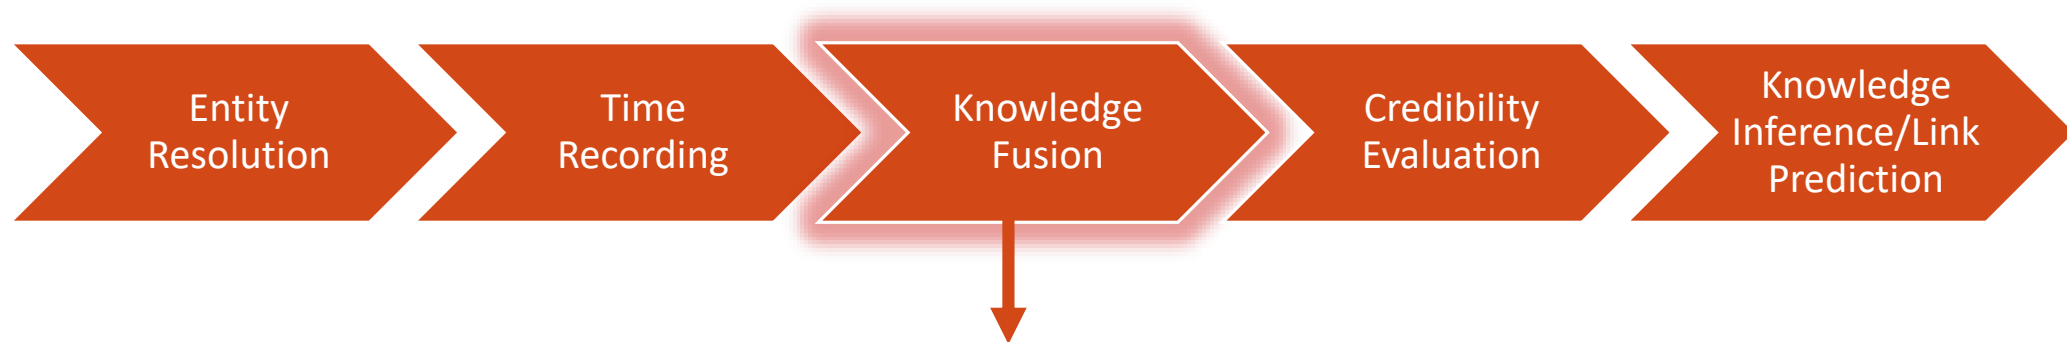 Entity
Resolution
Time
Recording
Knowledge
Fusion
Credibility
Evaluation
Knowledge
Inference/Link
Prediction